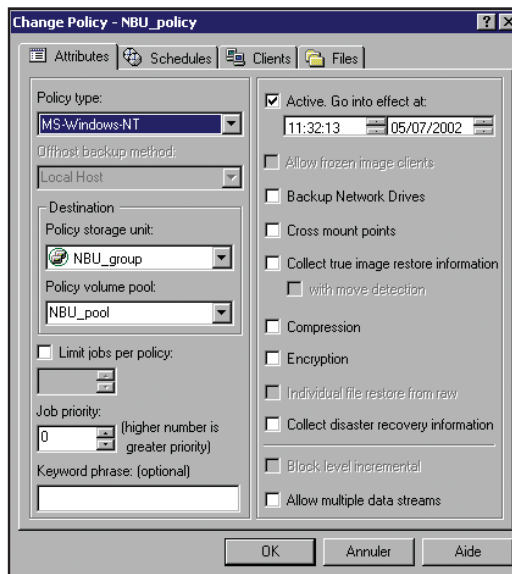 Change Policy - NBU_policy
Attributes
Schedules
Clients
Files
Policy type:
MS-Windows-NT
Offhost backup method:
Local Host
Destination
Policy storage unit:
NBU_group
Policy volume pool:
NBU_pool
Limit jobs per policy:
Job priority:
0
(higher number is
greater priority)
Keyword phrase: (optional)
Active. Go into effect at:
11:32:13
05/07/2002
Allow frozen image clients
Backup Network Drives
Cross mount points
Collect true image restore information
with move detection
Compression
Encryption
Individual file restore from raw
Collect disaster recovery information
Block level incremental
Allow multiple data streams
OK
Annuler
Aide